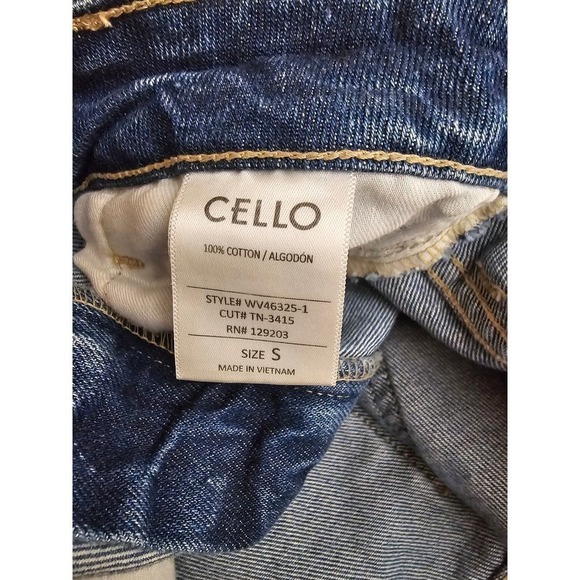 CELLO
100% COTTON / ALGODÓN
STYLE# WV46325-1
CUT# TN-3415
RN# 129203
SIZE S
MADE IN VIETNAM